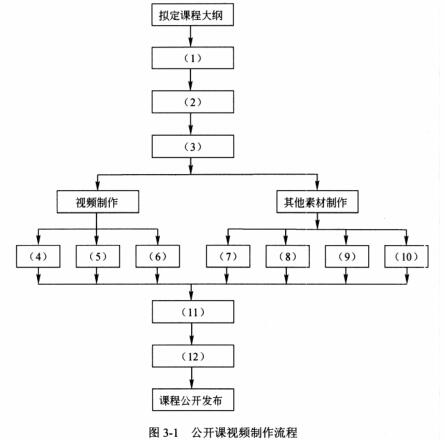 拟定课程大纲
（1）
（2）
（3）
视频制作 其他素材制作
（4） （5） （6） （7） （8） （9） （10）
（11）
（12）
课程公开发布
图 3-1 公开课视频制作流程